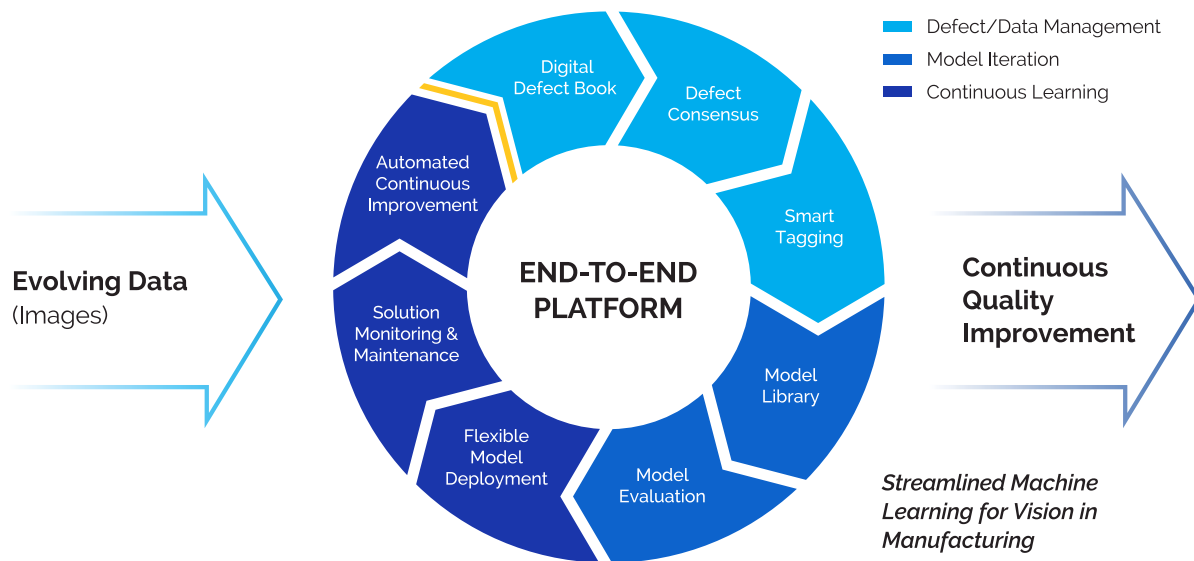 Defect/Data Management
Model Iteration
Continuous Learning
Digital
Defect Book
Defect
Consensus
Smart
Tagging
Model
Library
Model
Evaluation
Flexible
Model
Deployment
Solution
Monitoring &
Maintenance
Automated
Continuous
Improvement
END-TO-END
PLATFORM
Evolving Data
(Images)
Continuous
Quality
Improvement
Streamlined Machine
Learning for Vision in
Manufacturing